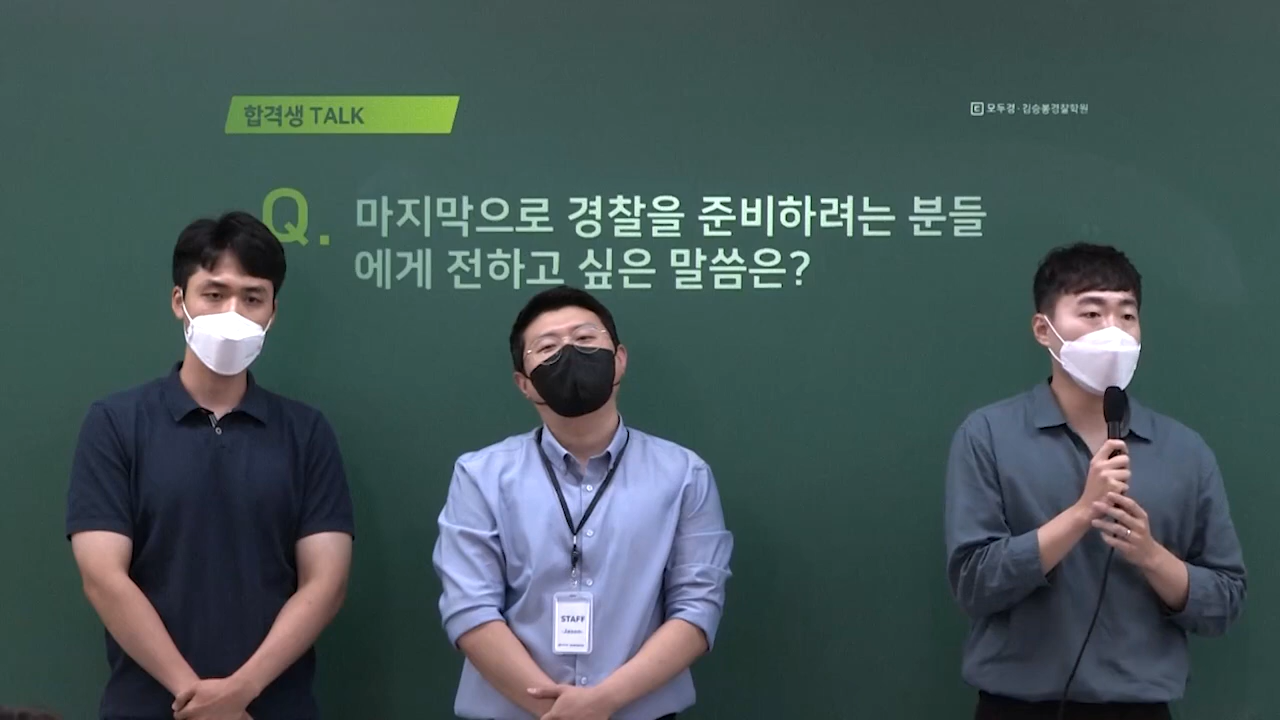 합격생 TALK
모두경·김승봉경찰학원
Q. 마지막으로 경찰을 준비하려는 분들
에게 전하고 싶은 말씀은?
STAFF